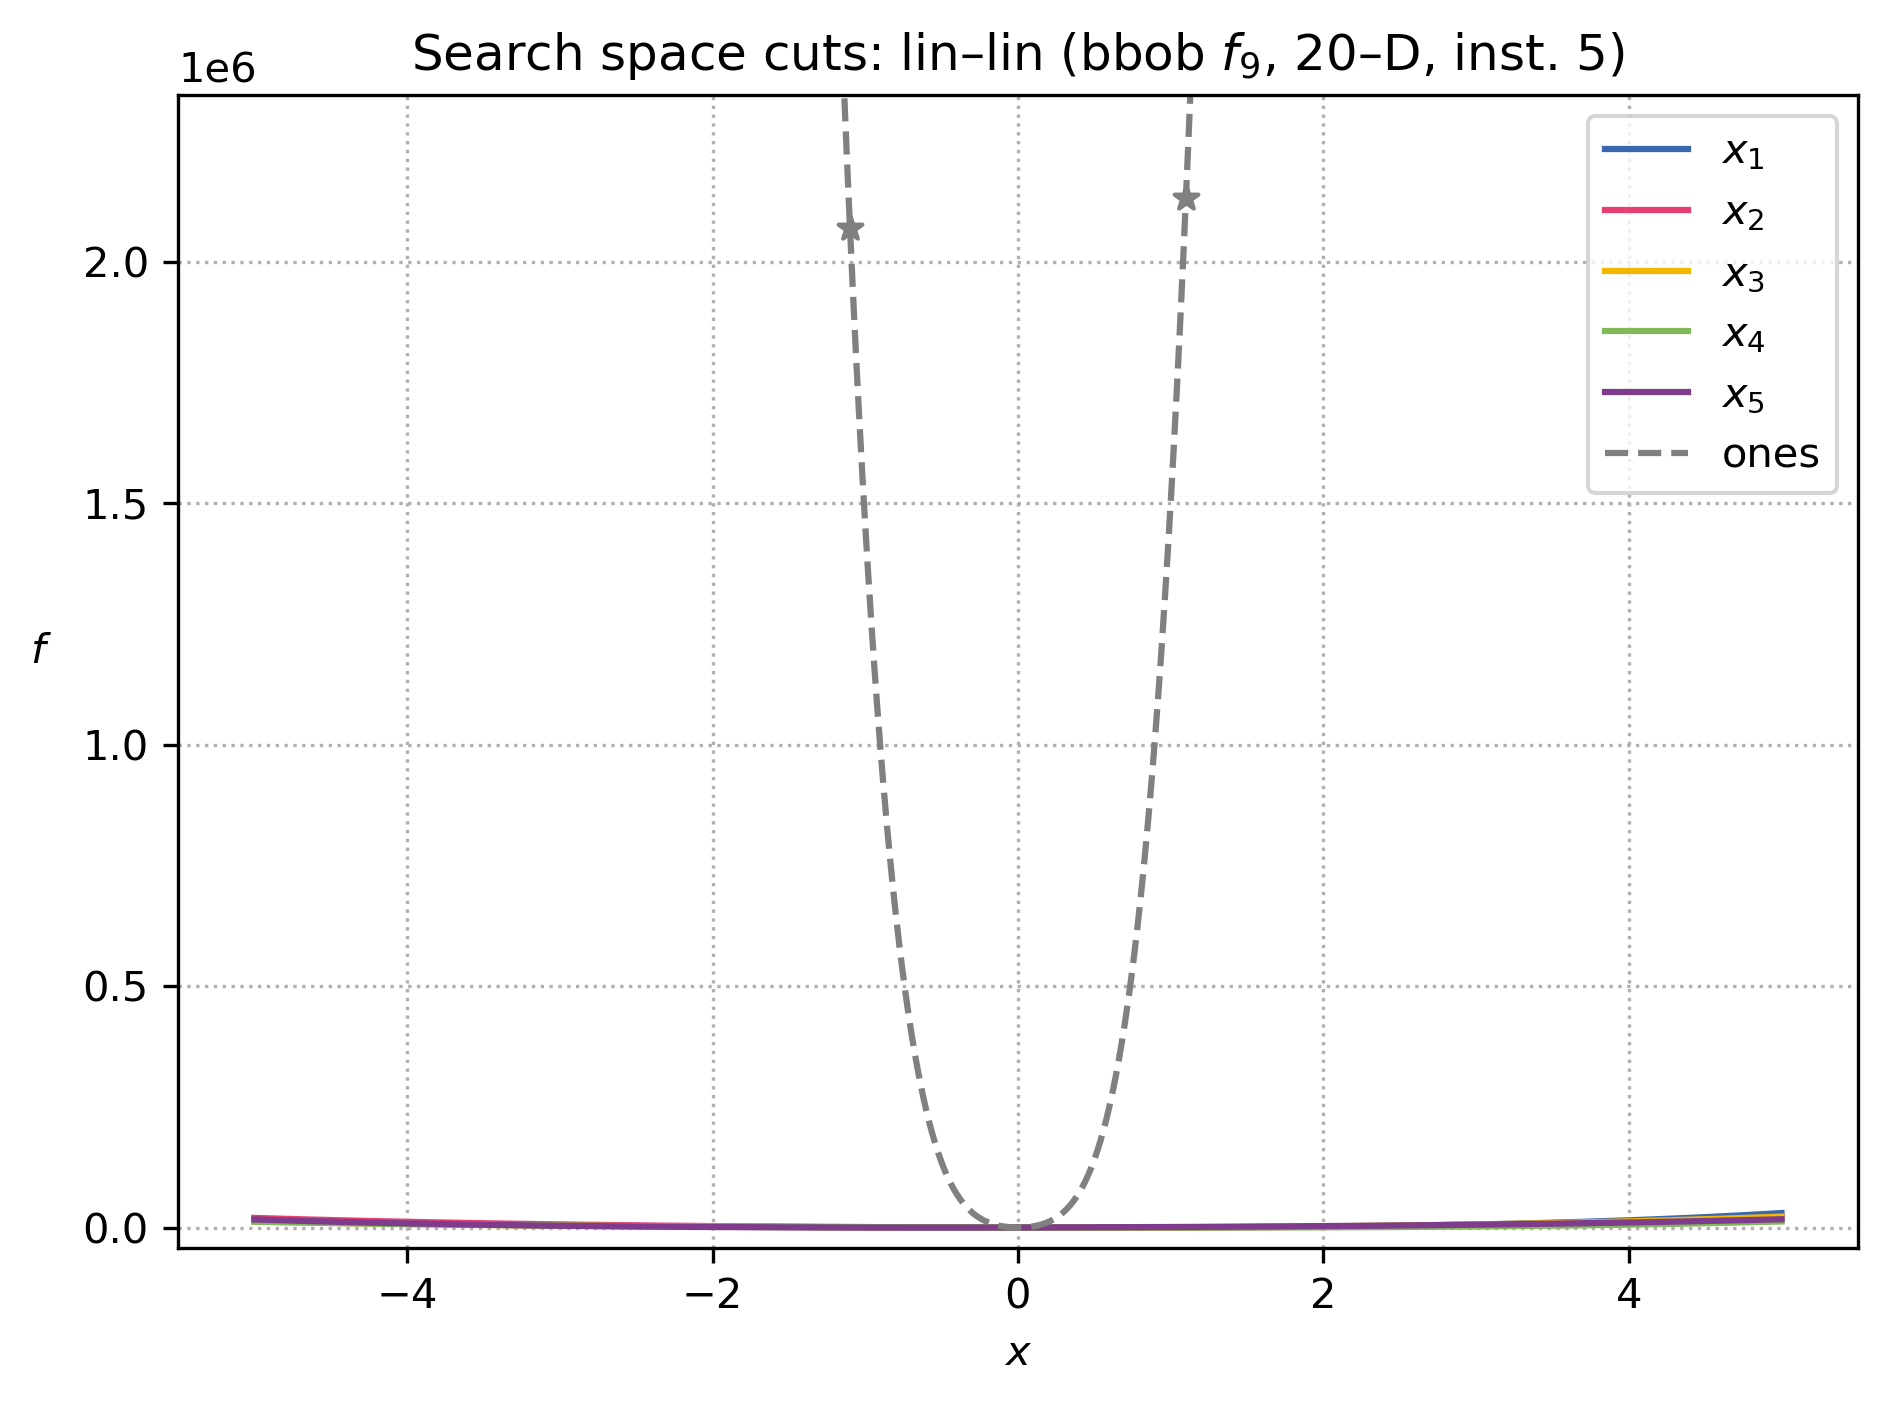 Search space cuts: lin–lin (bbob f₉, 20–D, inst. 5)
1e6
2.0
1.5
1.0
0.5
0.0
f
−4
−2
0
2
4
x
x₁
x₂
x₃
x₄
x₅
ones